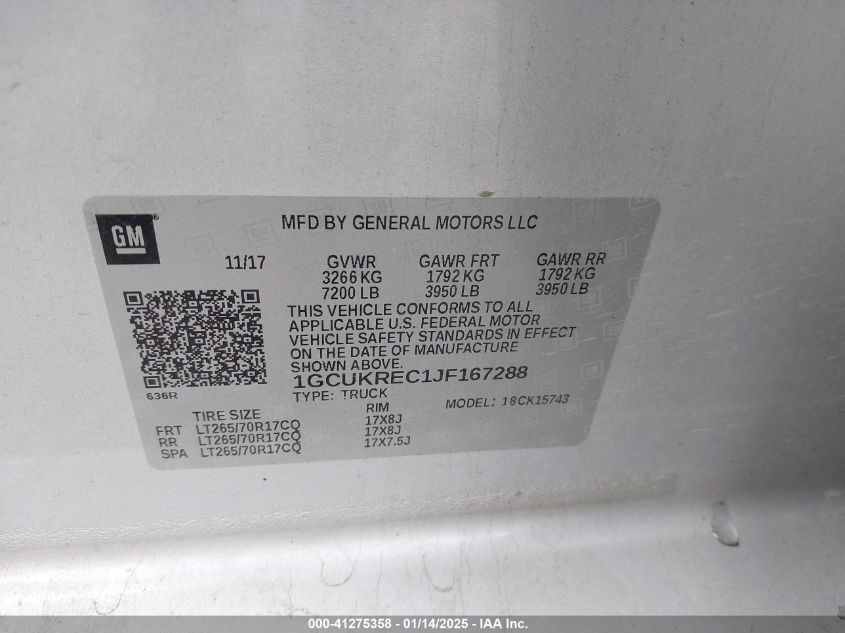 GM
MFD BY GENERAL MOTORS LLC
11/17 GVWR GAWR FRT GAWR RR
3266 KG 1792 KG 1792 KG
7200 LB 3950 LB 3950 LB
THIS VEHICLE CONFORMS TO ALL
APPLICABLE U.S. FEDERAL MOTOR
VEHICLE SAFETY STANDARDS IN EFFECT
ON THE DATE OF MANUFACTURE
SHOWN ABOVE.
1GCUKREC1JF167288
636R
TYPE: TRUCK MODEL: 18CK15743
TIRE SIZE RIM
FRT LT265/70R17CQ 17X8J
RR LT265/70R17CQ 17X8J
SPA LT265/70R17CQ 17X7.5J
000-41275358 - 01/14/2025 - IAA Inc.